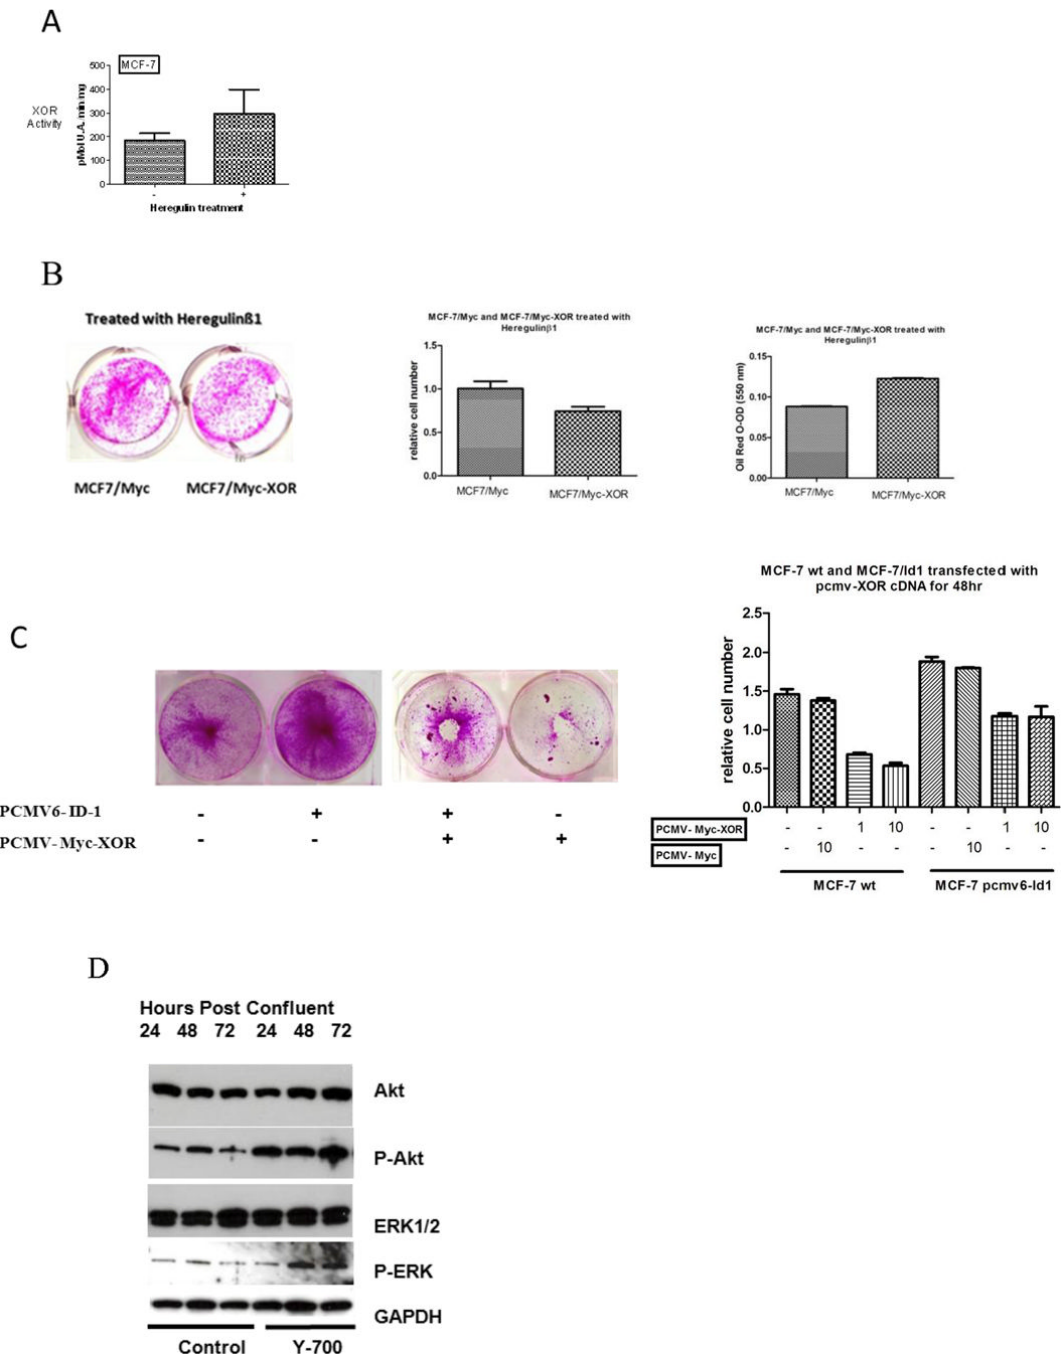 A
MCF-7
500
400
300
200
100
0
XOR
Activity
pMol U.A./min/mg
- +
Heregulin treatment
B
Treated with Heregulinß1
MCF7/Myc MCF7/Myc-XOR
MCF-7/Myc and MCF-7/Myc-XOR treated with
Heregulinβ1
1.5
1.0
0.5
0.0
relative cell number
MCF7/Myc MCF7/Myc-XOR
MCF-7/Myc and MCF-7/Myc-XOR treated with
Heregulinβ1
0.15
0.10
0.05
0.00
Oil Red O-OD (550 nm)
MCF7/Myc MCF7/Myc-XOR
C
PCMV6-ID-1 - + + -
PCMV-Myc-XOR - - + +
MCF-7 wt and MCF-7/Id1 transfected with
pcmv-XOR cDNA for 48hr
2.5
2.0
1.5
1.0
0.5
0.0
relative cell number
PCMV- Myc-XOR - - 1 10 - - 1 10
PCMV- Myc - 10 - - - 10 - -
MCF-7 wt MCF-7 pcmv6-Id1
D
Hours Post Confluent
24 48 72 24 48 72
Akt
P-Akt
ERK1/2
P-ERK
GAPDH
Control Y-700